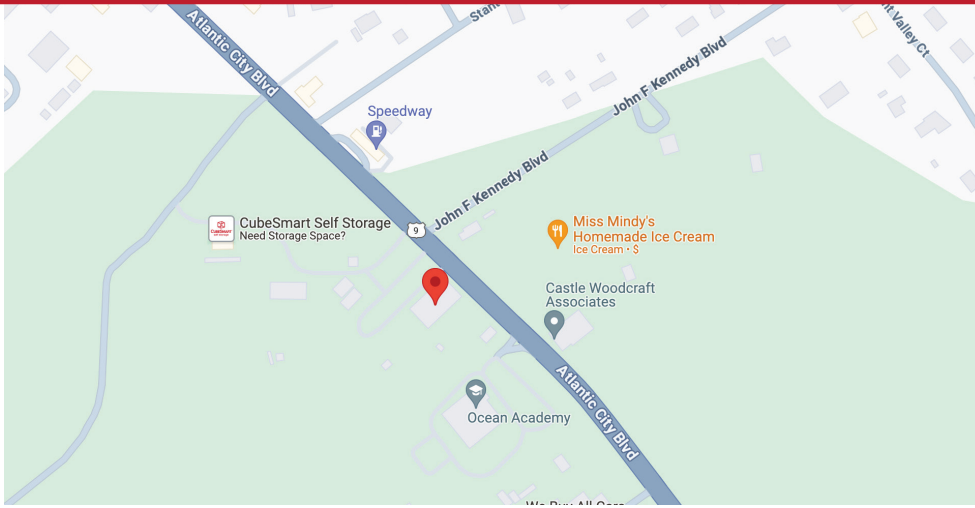 Atlantic City Blvd
Speedway
John F Kennedy Blvd
John F Kennedy Blvd
CubeSmart Self Storage
Need Storage Space?
9
Miss Mindy's
Homemade Ice Cream
Ice Cream • $
Castle Woodcraft
Associates
Atlantic City Blvd
Ocean Academy